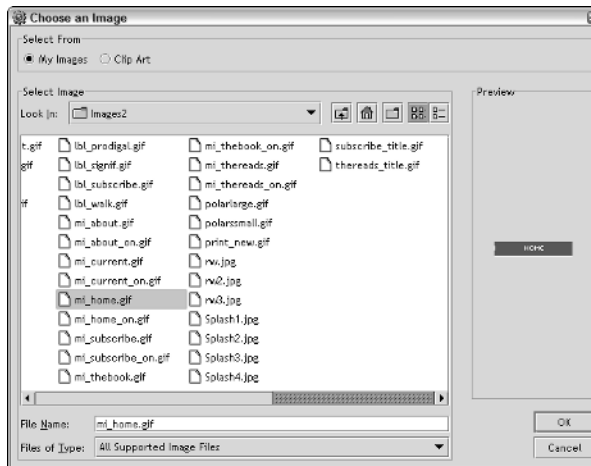 Choose an Image
Select From
My Images Clip Art
Select Image
Look In: Images2
t.gif
gif
ff
lbl_prodigal.gif
lbl_signif.gif
lbl_subscribe.gif
lbl_walk.gif
mi_about.gif
mi_about_on.gif
mi_current.gif
mi_current_on.gif
mi_home.gif
mi_home_on.gif
mi_subscribe.gif
mi_subscribe_on.gif
mi_thebook.gif
mi_thebook_on.gif
mi_thereads.gif
mi_thereads_on.gif
polarlarge.gif
polarssmall.gif
print_new.gif
rw.jpg
rw2.jpg
rw3.jpg
Splash1.jpg
Splash2.jpg
Splash3.jpg
Splash4.jpg
subscribe_title.gif
thereads_title.gif
File Name: mi_home.gif
Files of Type: All Supported Image Files
Preview
HOME
OK
Cancel